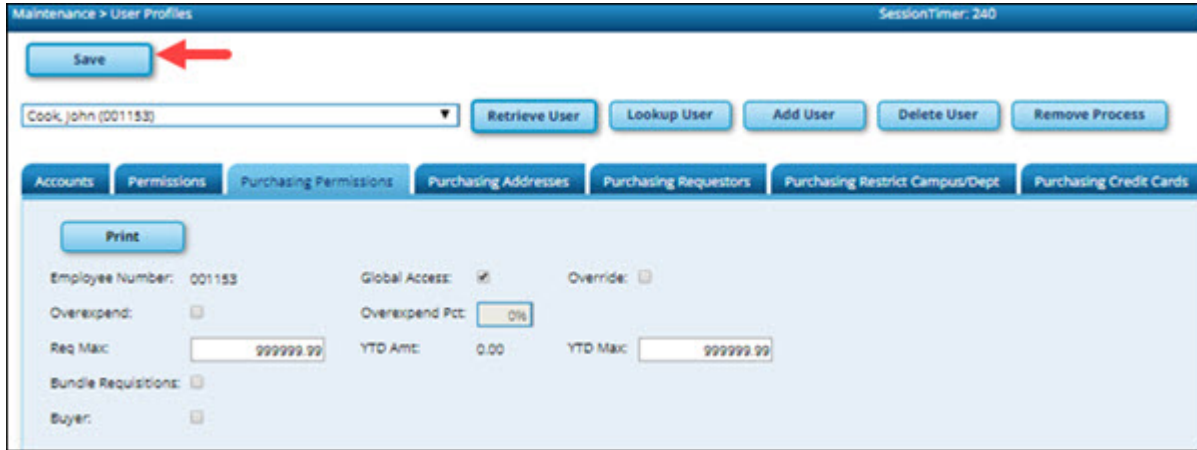 Maintenance > User Profiles SessionTimer: 240
Save
Cook, John (001153) Retrieve User Lookup User Add User Delete User Remove Process
Accounts Permissions Purchasing Permissions Purchasing Addresses Purchasing Requestors Purchasing Restrict Campus/Dept Purchasing Credit Cards
Print
Employee Number: 001153 Global Access: Override:
Overexpend: Overexpend Pct: 0%
Req Max: 999999.99 YTD Amt: 0.00 YTD Max: 999999.99
Bundle Requisitions:
Buyer: